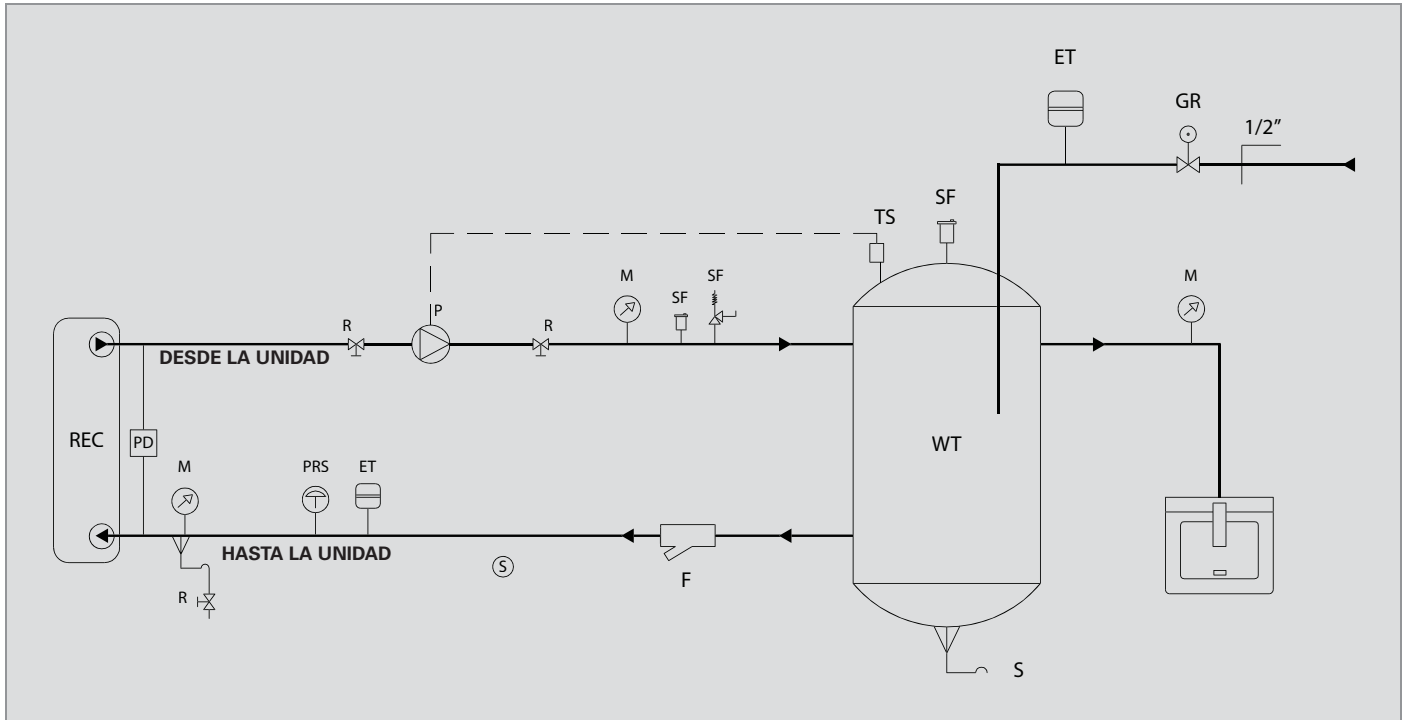 ET
GR
1/2”
SF
TS
M
SF
SF
M
R
P
R
DESDE LA UNIDAD
REC
PD
WT
M
PRS
ET
HASTA LA UNIDAD
S
F
R
S